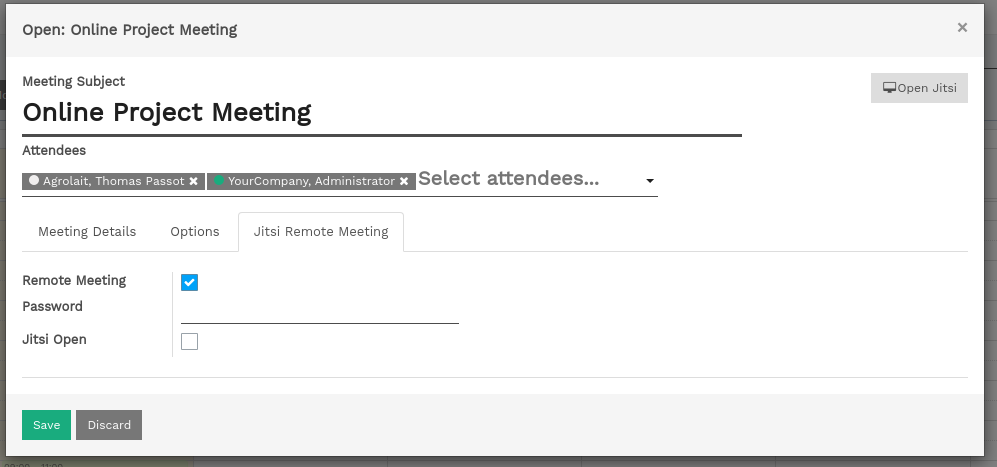 Open: Online Project Meeting ×
Meeting Subject
Open Jitsi
Online Project Meeting
Attendees
Agrolait, Thomas Passot × YourCompany, Administrator × Select attendees...
Meeting Details Options Jitsi Remote Meeting
Remote Meeting
Password
Jitsi Open
Save Discard